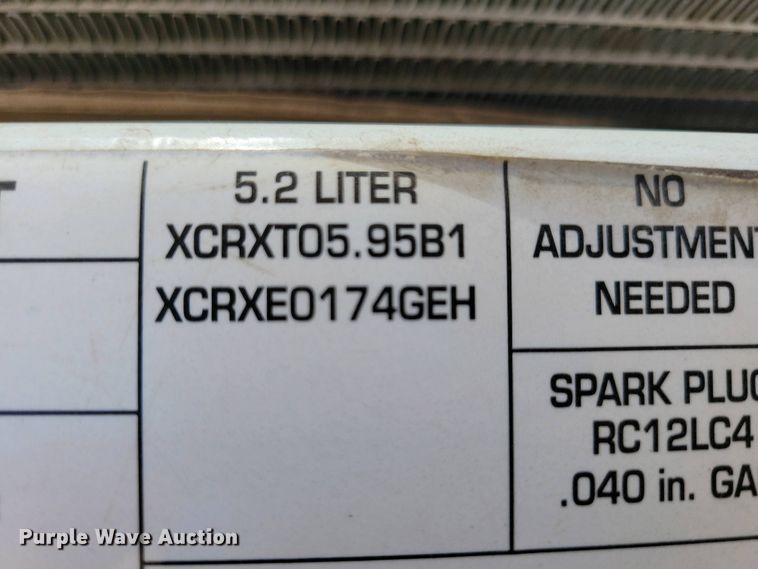 5.2 LITER
XCRXT05.95B1
XCRXE0174GEH
NO
ADJUSTMENT
NEEDED
SPARK PLUG
RC12LC4
.040 in. GA
Purple Wave Auction